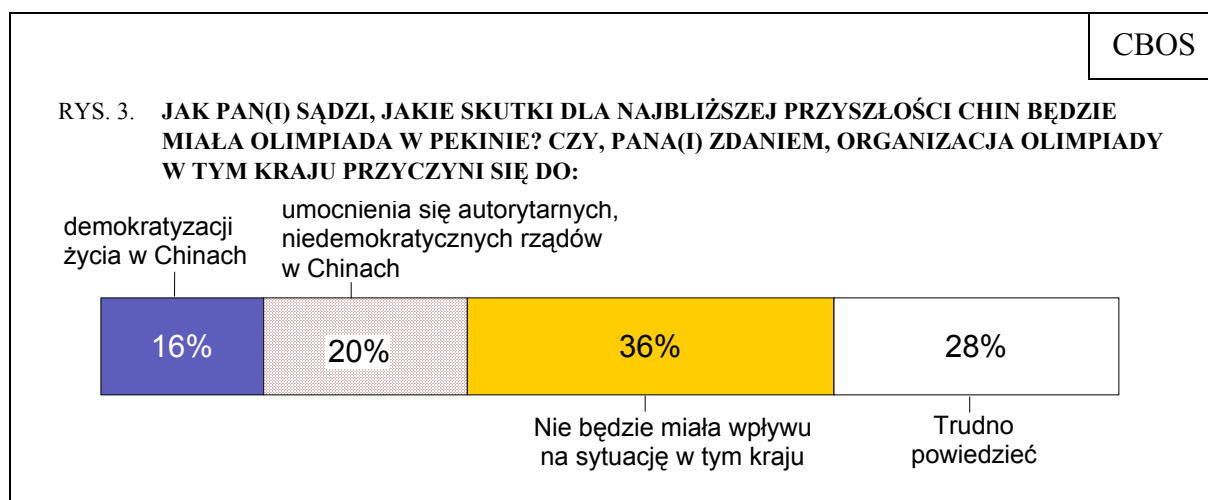 CBOS
RYS. 3. JAK PAN(I) SĄDZI, JAKIE SKUTKI DLA NAJBLIŻSZEJ PRZYSZŁOŚCI CHIN BĘDZIE
MIAŁA OLIMPIADA W PEKINIE? CZY, PANA(I) ZDANIEM, ORGANIZACJA OLIMPIADY
W TYM KRAJU PRZYCZYNI SIĘ DO:
demokratyzacji
życia w Chinach
umocnienia się autorytarnych,
niedemokratycznych rządów
w Chinach
16%
20%
36%
28%
Nie będzie miała wpływu
na sytuację w tym kraju
Trudno
powiedzieć